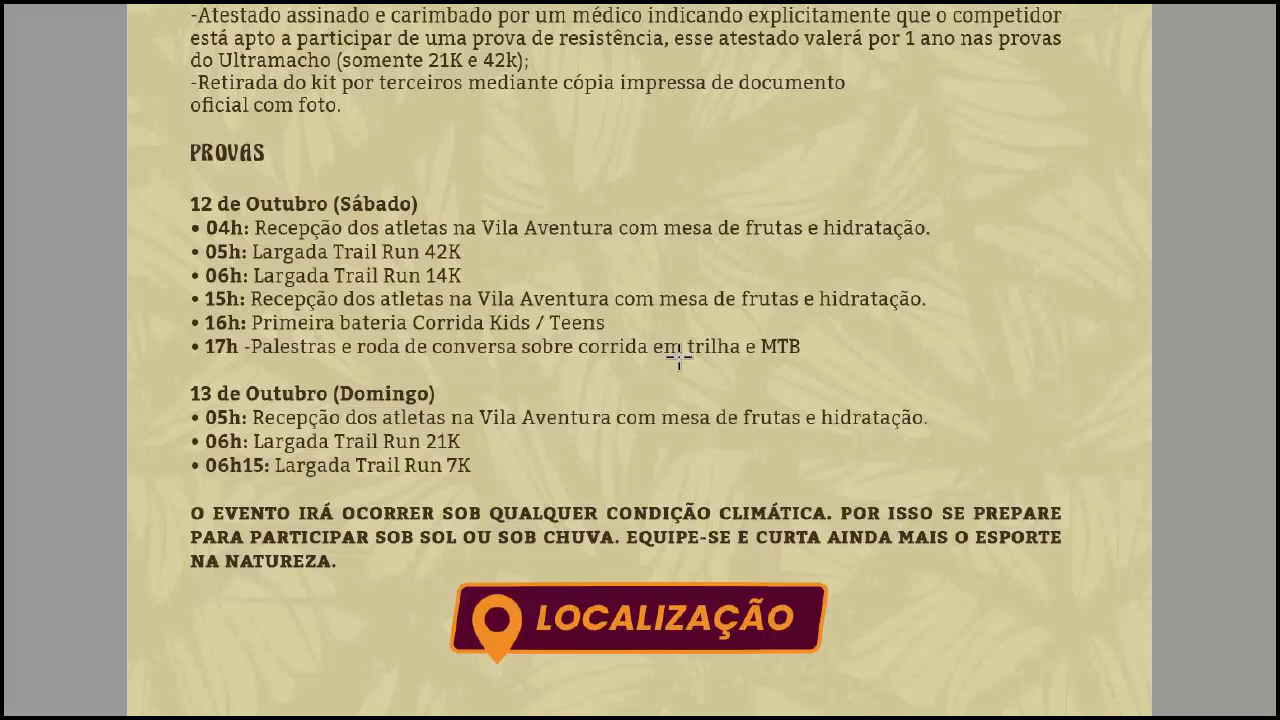 -Atestado assinado e carimbado por um médico indicando explicitamente que o competidor
está apto a participar de uma prova de resistência, esse atestado valerá por 1 ano nas provas
do Ultramacho (somente 21K e 42k);
-Retirada do kit por terceiros mediante cópia impressa de documento
oficial com foto.
PROVAS
12 de Outubro (Sábado)
• 04h: Recepção dos atletas na Vila Aventura com mesa de frutas e hidratação.
• 05h: Largada Trail Run 42K
• 06h: Largada Trail Run 14K
• 15h: Recepção dos atletas na Vila Aventura com mesa de frutas e hidratação.
• 16h: Primeira bateria Corrida Kids / Teens
• 17h -Palestras e roda de conversa sobre corrida em trilha e MTB
13 de Outubro (Domingo)
• 05h: Recepção dos atletas na Vila Aventura com mesa de frutas e hidratação.
• 06h: Largada Trail Run 21K
• 06h15: Largada Trail Run 7K
O EVENTO IRÁ OCORRER SOB QUALQUER CONDIÇÃO CLIMÁTICA. POR ISSO SE PREPARE
PARA PARTICIPAR SOB SOL OU SOB CHUVA. EQUIPE-SE E CURTA AINDA MAIS O ESPORTE
NA NATUREZA.
LOCALIZAÇÃO